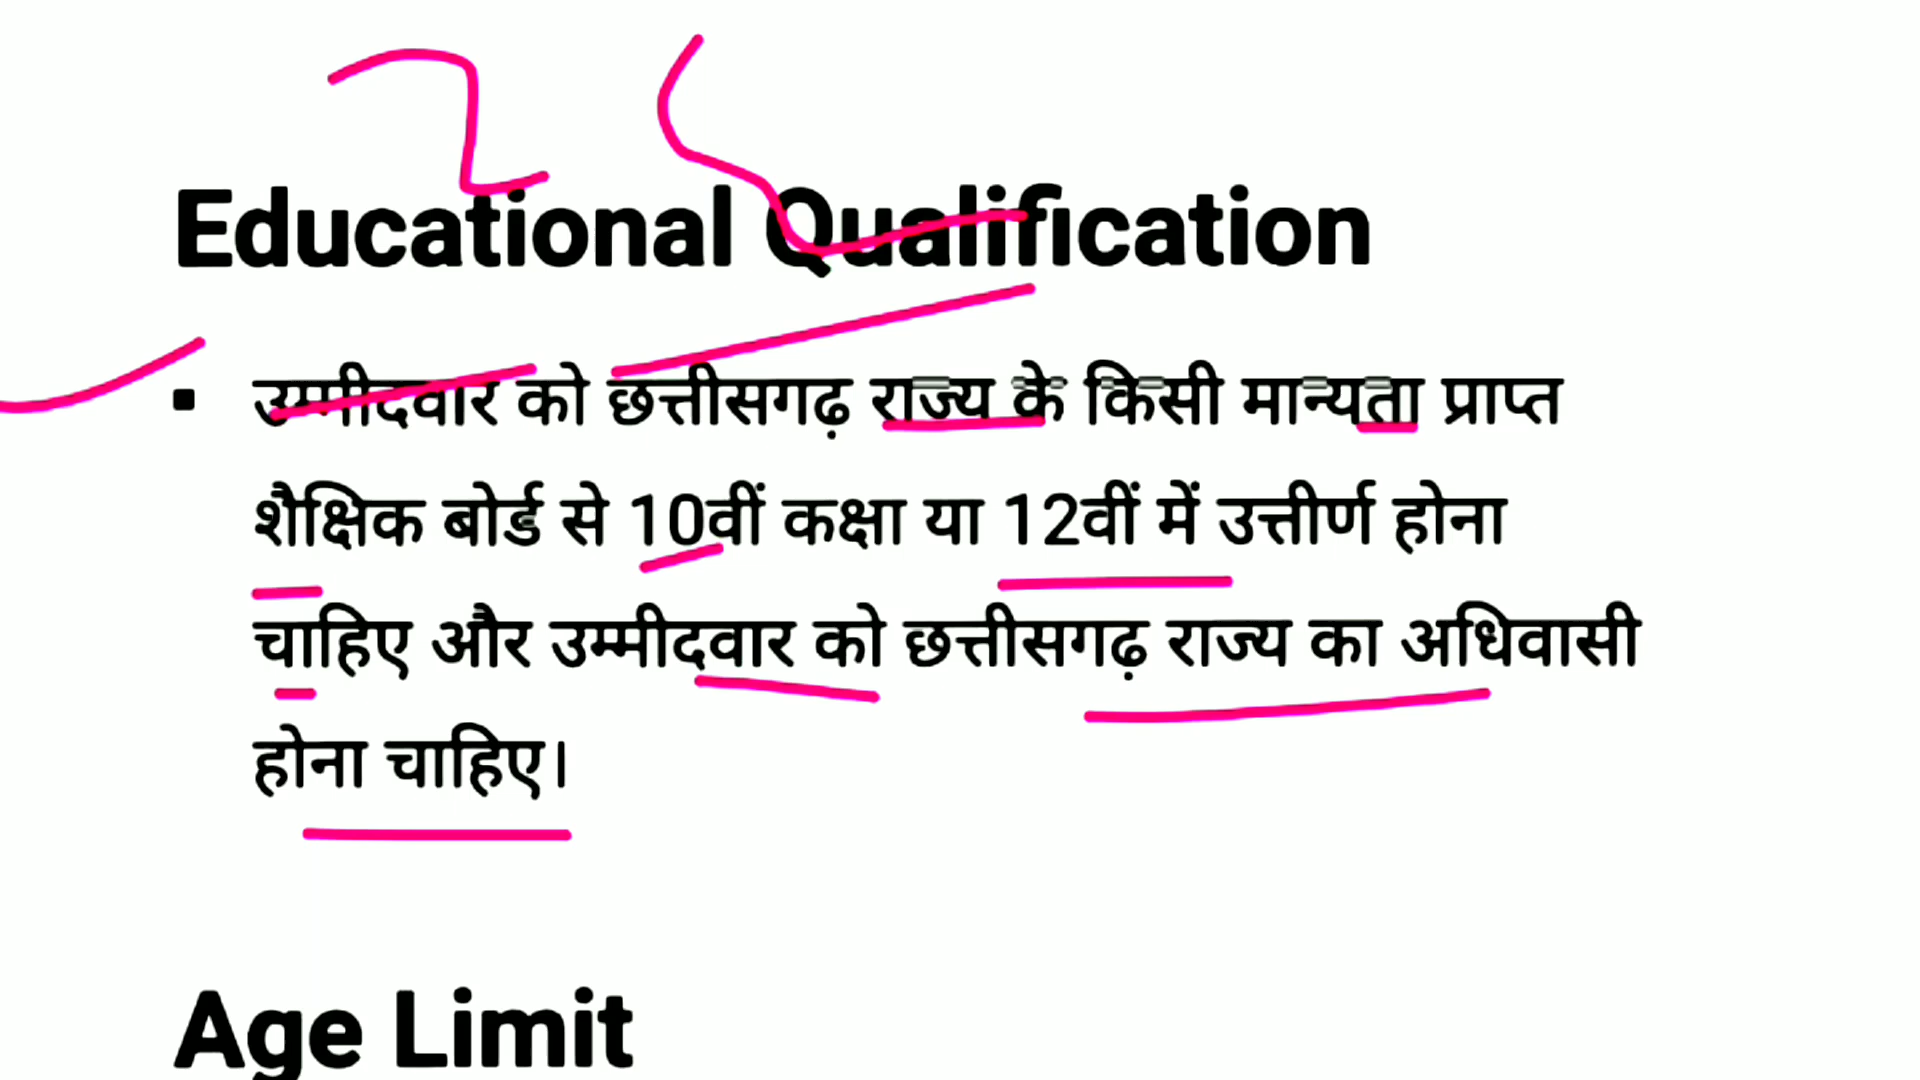 Educational Qualification
▪ उम्मीदवार को छत्तीसगढ़ राज्य के किसी मान्यता प्राप्त
शैक्षिक बोर्ड से 10वीं कक्षा या 12वीं में उत्तीर्ण होना
चाहिए और उम्मीदवार को छत्तीसगढ़ राज्य का अधिवासी
होना चाहिए।
Age Limit